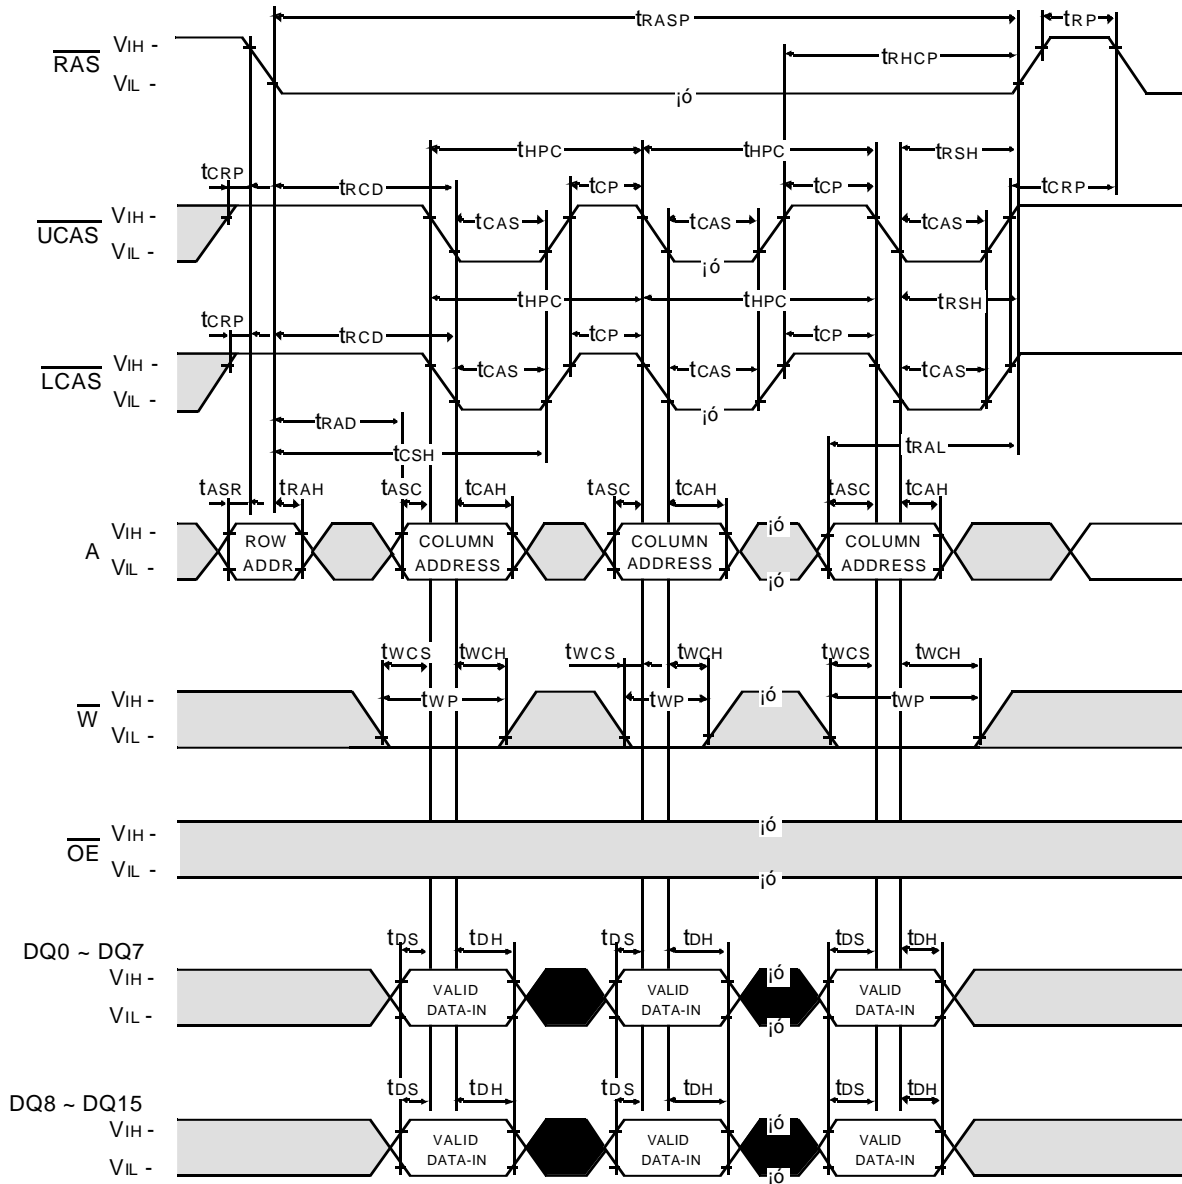 tRASP
tRP
RAS
VIH -
VIL -
tRHCP
¡ó
tHPC
tHPC
tRSH
tCRP
tRCD
tCP
tCP
tCRP
UCAS
VIH -
VIL -
tCAS
tCAS
tCAS
¡ó
tHPC
tHPC
tRSH
tCRP
tRCD
tCP
tCP
LCAS
VIH -
VIL -
tCAS
tCAS
tCAS
¡ó
tRAD
tCSH
tRAL
tASR
tRAH
tASC
tCAH
tASC
tCAH
tASC
tCAH
A
VIH -
VIL -
ROW
ADDR
COLUMN
ADDRESS
COLUMN
ADDRESS
¡ó
¡ó
COLUMN
ADDRESS
tWCS
tWCH
tWCS
tWCH
tWCS
tWCH
W
VIH -
VIL -
tWP
tWP
¡ó
tWP
OE
VIH -
VIL -
¡ó
¡ó
DQ0 ~ DQ7
VIH -
VIL -
tDS
tDH
tDS
tDH
tDS
tDH
VALID
DATA-IN
VALID
DATA-IN
¡ó
¡ó
VALID
DATA-IN
DQ8 ~ DQ15
VIH -
VIL -
tDS
tDH
tDS
tDH
tDS
tDH
VALID
DATA-IN
VALID
DATA-IN
¡ó
¡ó
VALID
DATA-IN